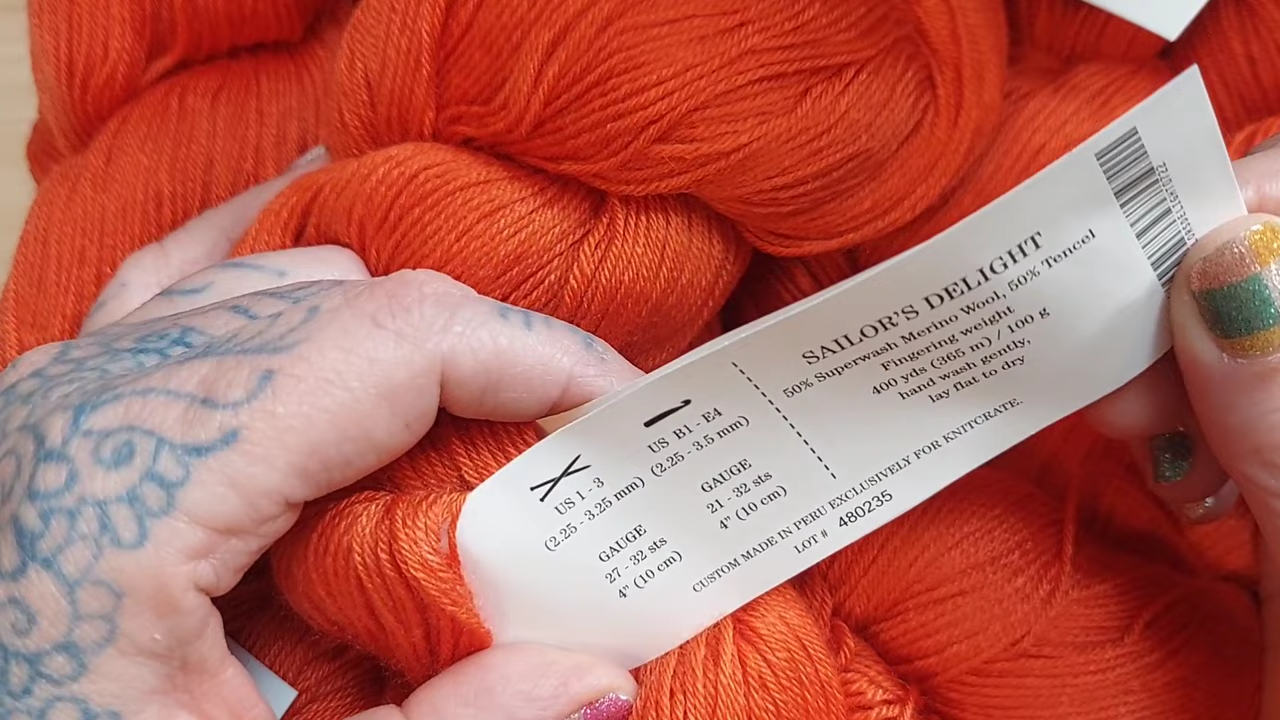 SAILOR'S DELIGHT
50% Superwash Merino Wool, 50% Tencel
Fingering weight
400 yds (365 m) / 100 g
hand wash gently,
lay flat to dry
US 1 - 3
(2.25 - 3.25 mm)
GAUGE
27 - 32 sts
4" (10 cm)
US B1 - E4
(2.25 - 3.5 mm)
GAUGE
21 - 32 sts
4" (10 cm)
CUSTOM MADE IN PERU EXCLUSIVELY FOR KNITCRATE.
LOT # 480235